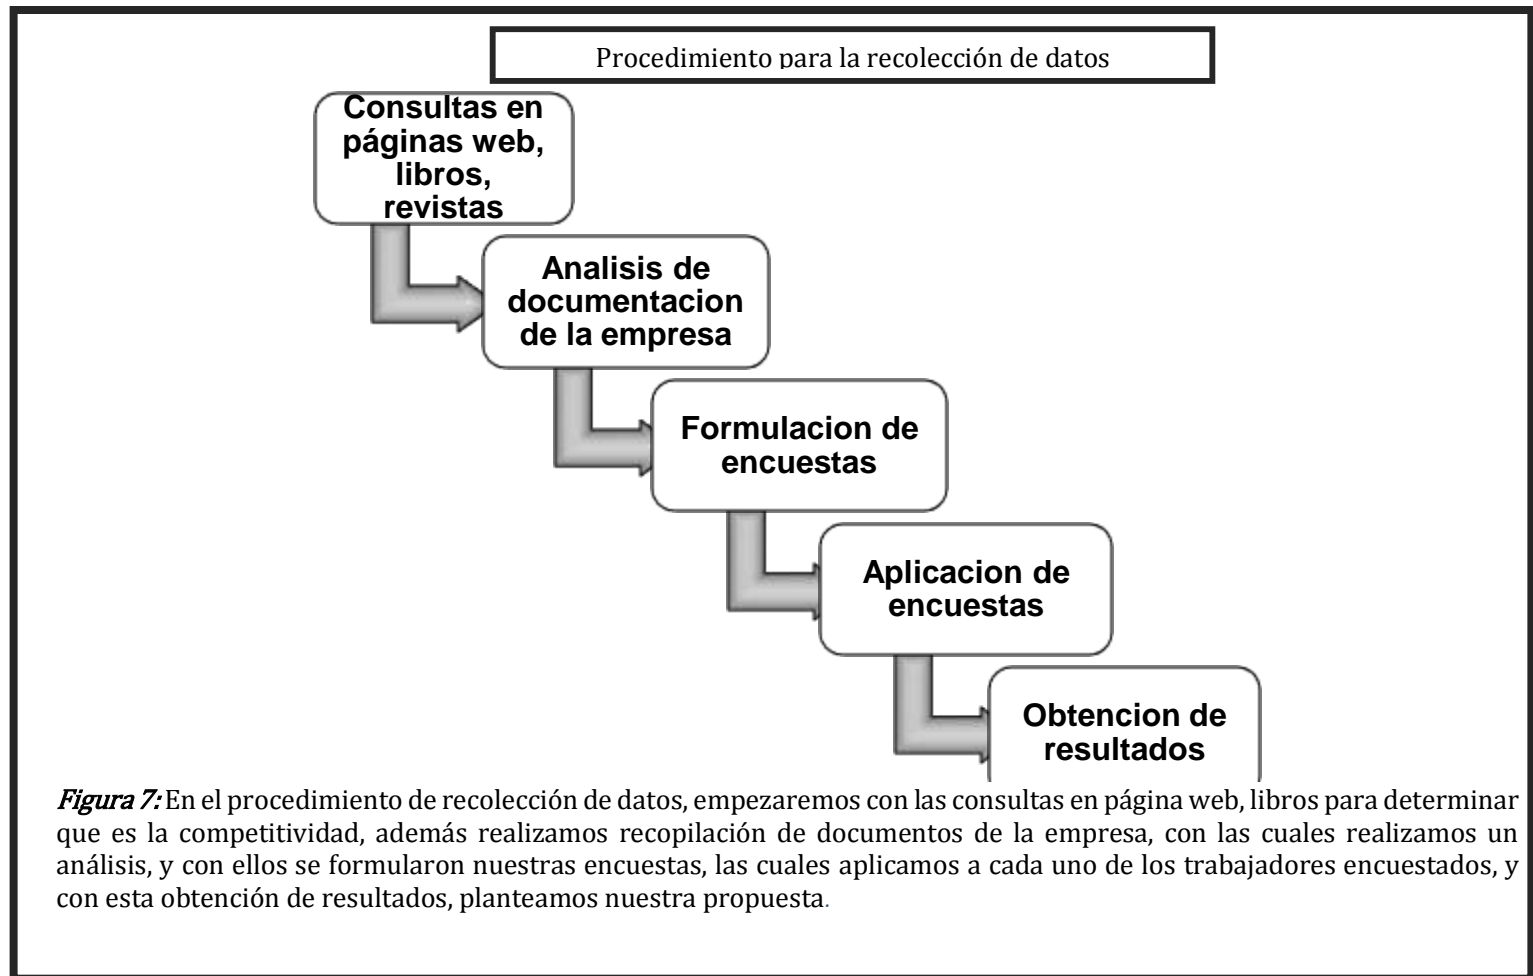 Procedimiento para la recolección de datos
Consultas en
páginas web,
libros,
revistas
Analisis de
documentacion
de la empresa
Formulacion de
encuestas
Aplicacion de
encuestas
Obtencion de
resultados
Figura 7: En el procedimiento de recolección de datos, empezaremos con las consultas en página web, libros para determinar
que es la competitividad, además realizamos recopilación de documentos de la empresa, con las cuales realizamos un
análisis, y con ellos se formularon nuestras encuestas, las cuales aplicamos a cada uno de los trabajadores encuestados, y
con esta obtención de resultados, planteamos nuestra propuesta.